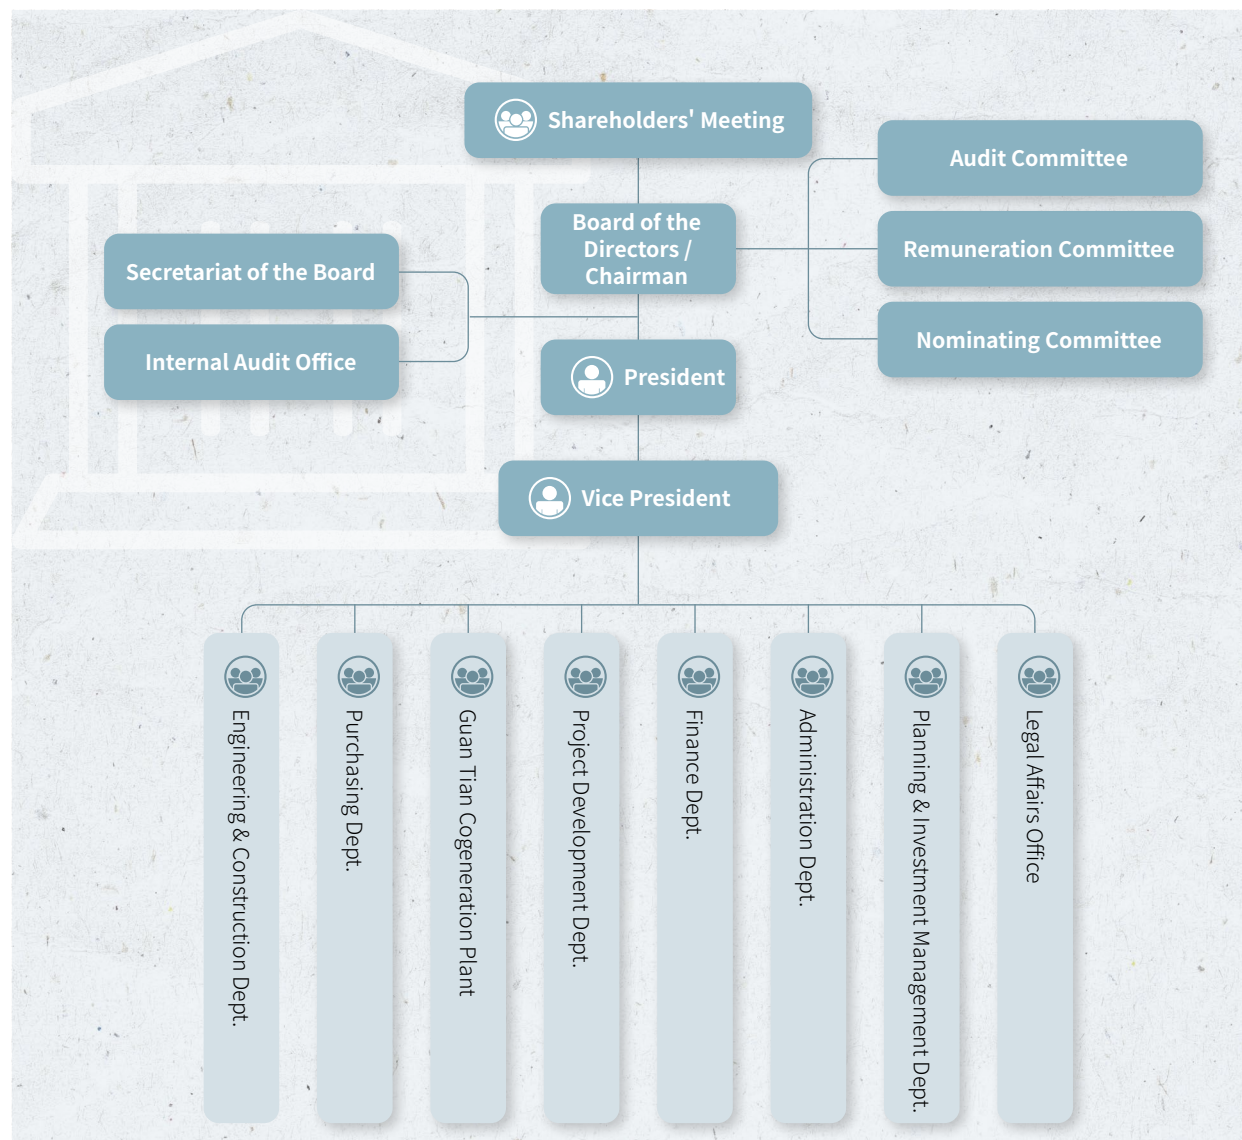 Shareholders' Meeting
Audit Committee
Board of the
Directors /
Chairman
Remuneration Committee
Secretariat of the Board
Nominating Committee
Internal Audit Office
President
Vice President
Engineering & Construction Dept.
Purchasing Dept.
Guan Tian Cogeneration Plant
Project Development Dept.
Finance Dept.
Administration Dept.
Planning & Investment Management Dept.
Legal Affairs Office